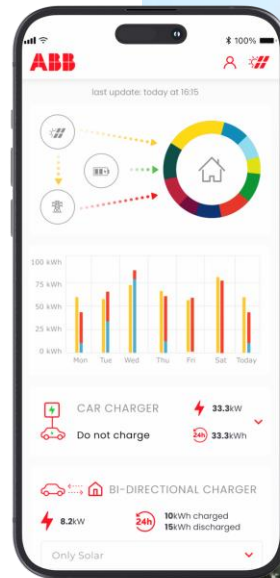 100%
ABB
last update: today at 16:15
100 kWh
75 kWh
50 kWh
25 kWh
0 kWh
Mon Tue Wed Thu Fri Sat Today
CAR CHARGER
33.3kW
Do not charge
24h 33.3kWh
BI-DIRECTIONAL CHARGER
8.2kW
24h
10kWh charged
15kWh discharged
Only Solar